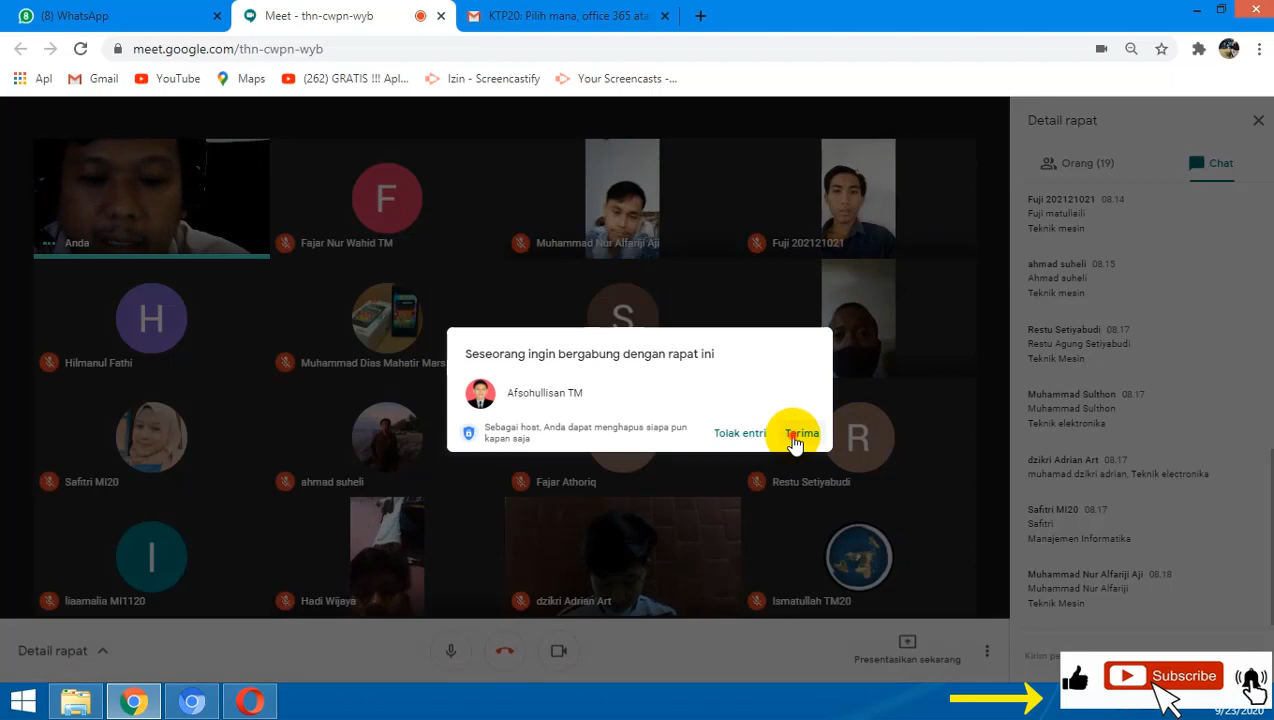 (8) WhatsApp
Meet - thn-cwpn-wyb
KTP20: Pilih mana, office 365 ata
meet.google.com/thn-cwpn-wyb
Apl
Gmail
YouTube
Maps
(262) GRATIS !!! Apl...
Izin - Screencastify
Your Screencasts -...
Detail rapat
Orang (19)
Chat
Anda
F
Fajar Nur Wahid TM
Muhammad Nur Alfariji Aji
Fuji 202121021
H
Hilmanul Fathi
Muhammad Dias Mahatir Mars
S
Safitri MI20
ahmad suheli
Fajar Athoriq
R
Restu Setiyabudi
I
liaamalia MI1120
Hadi Wijaya
dzikri Adrian Art
Ismatullah TM20
Seseorang ingin bergabung dengan rapat ini
Afsohullisan TM
Sebagai host, Anda dapat menghapus siapa pun
kapan saja
Tolak entri
Terima
Fuji 202121021 08.14
Fuji matullaili
Teknik mesin
ahmad suheli 08.15
Ahmad suheli
Teknik mesin
Restu Setiyabudi 08.17
Restu Agung Setiyabudi
Teknik Mesin
Muhammad Sulthon 08.17
Muhammad Sulthon
Teknik elektronika
dzikri Adrian Art 08.17
muhamad dzikri adrian, Teknik electronika
Safitri MI20 08.17
Safitri
Manajemen Informatika
Muhammad Nur Alfariji Aji 08.18
Muhammad Nur Alfariji
Teknik Mesin
Kirim
Detail rapat
Presentasikan sekarang
Subscribe
9/23/2020